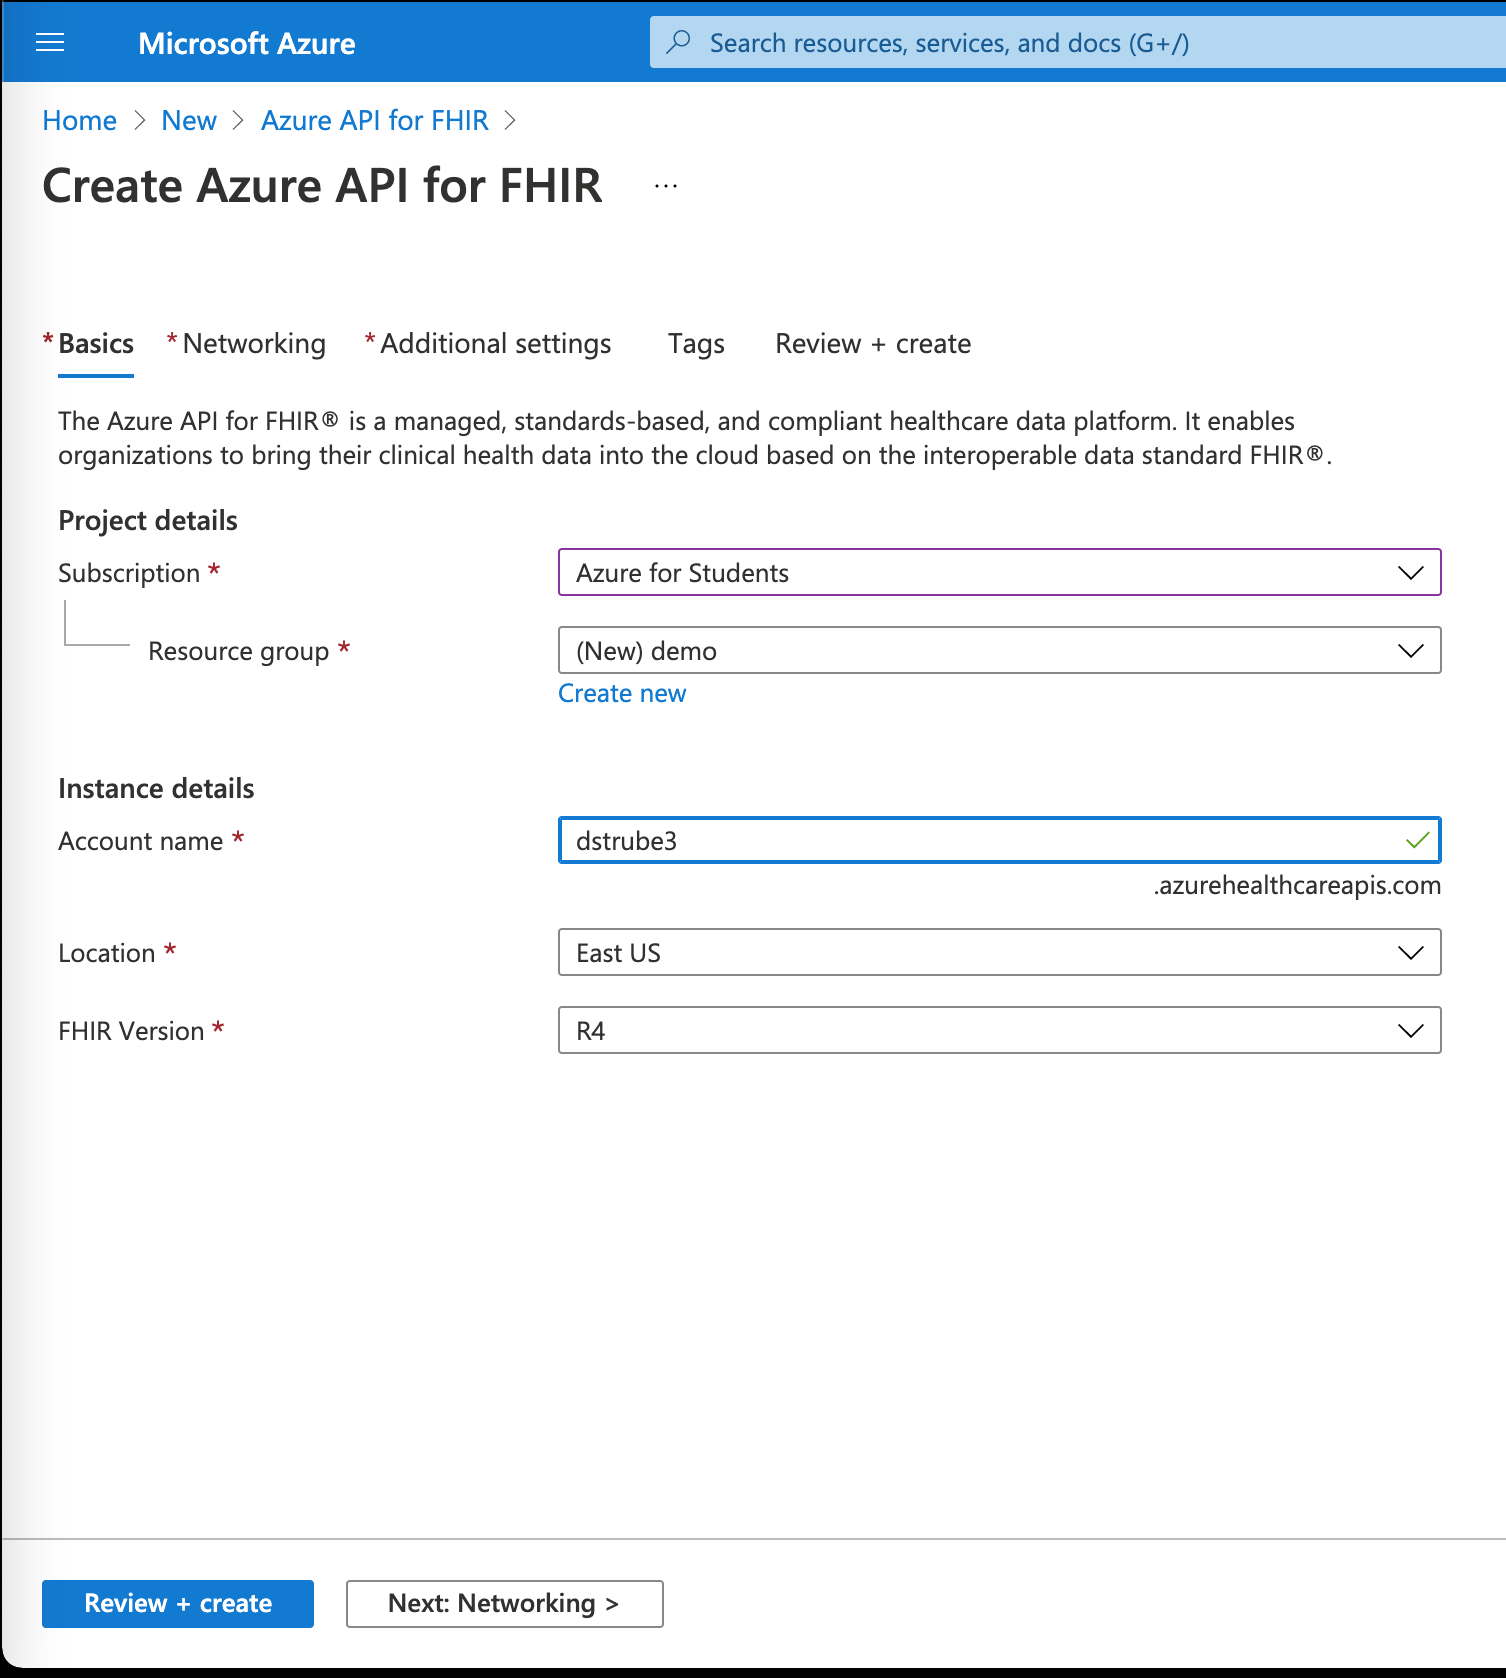 Microsoft Azure
Search resources, services, and docs (G+/)
Home > New > Azure API for FHIR >
Create Azure API for FHIR ...
* Basics * Networking * Additional settings Tags Review + create
The Azure API for FHIR® is a managed, standards-based, and compliant healthcare data platform. It enables
organizations to bring their clinical health data into the cloud based on the interoperable data standard FHIR®.
Project details
Subscription * Azure for Students
Resource group * (New) demo
Create new
Instance details
Account name * dstrube3
.azurehealthcareapis.com
Location * East US
FHIR Version * R4
Review + create Next: Networking >